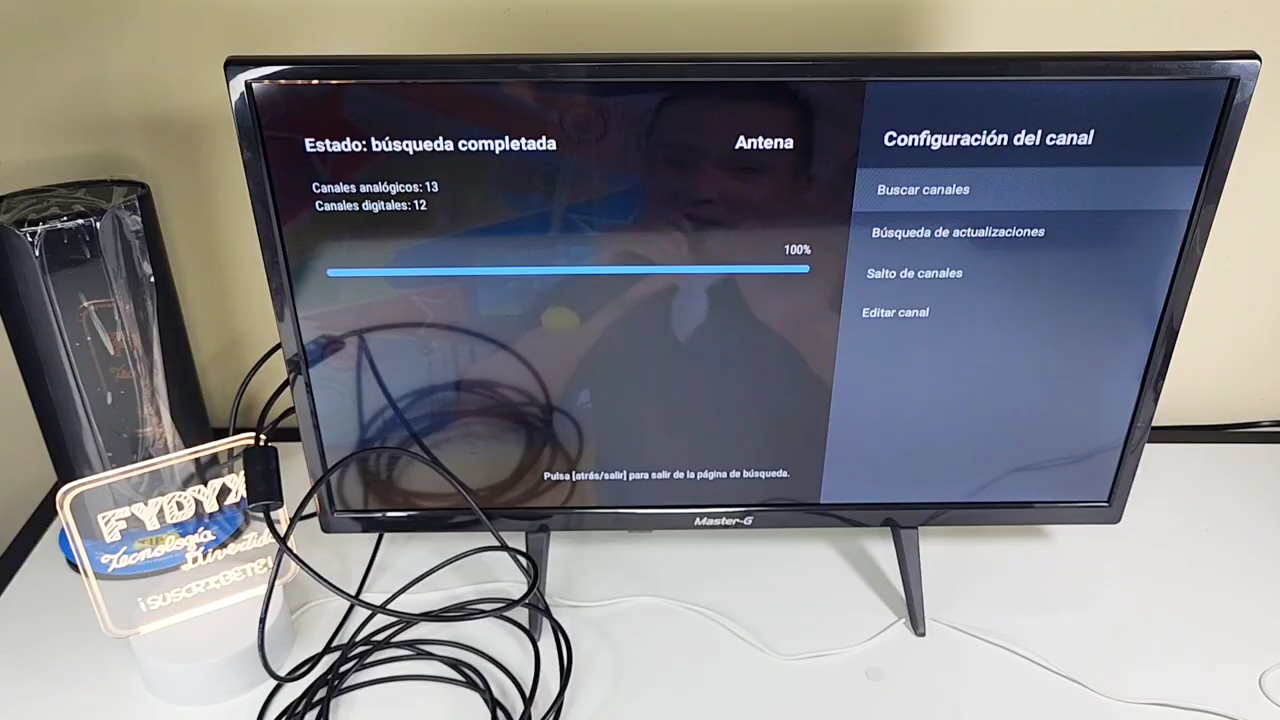 Estado: búsqueda completada
Antena
Canales analógicos: 13
Canales digitales: 12
100%
Pulsa [atrás/salir] para salir de la página de búsqueda.
Configuración del canal
Buscar canales
Búsqueda de actualizaciones
Salto de canales
Editar canal
Master-G
FYDYX
Tecnología
Divertida
¡SUSCRIBETE!